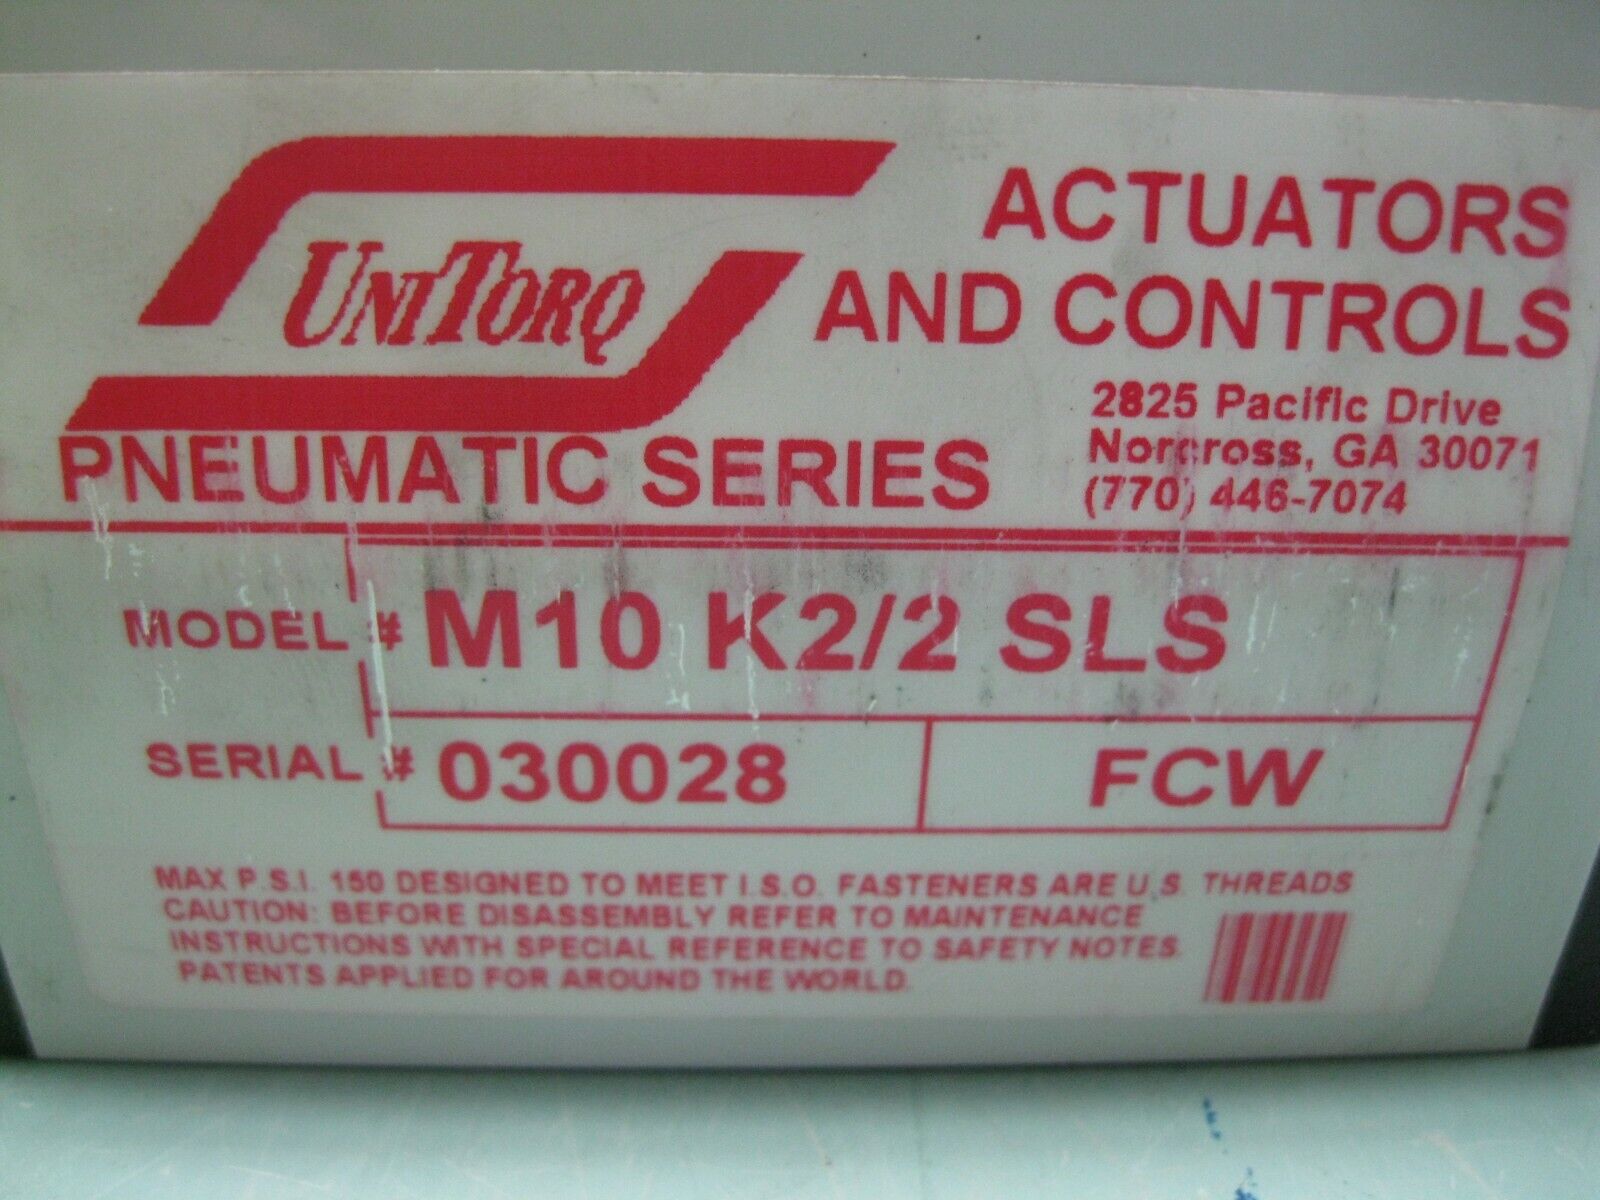 UNITORQ
ACTUATORS
AND CONTROLS
2825 Pacific Drive
Norcross, GA 30071
(770) 446-7074
PNEUMATIC SERIES
MODEL # M10 K2/2 SLS
SERIAL # 030028 FCW
MAX P.S.I. 150 DESIGNED TO MEET I.S.O. FASTENERS ARE U.S. THREADS
CAUTION: BEFORE DISASSEMBLY REFER TO MAINTENANCE
INSTRUCTIONS WITH SPECIAL REFERENCE TO SAFETY NOTES.
PATENTS APPLIED FOR AROUND THE WORLD.